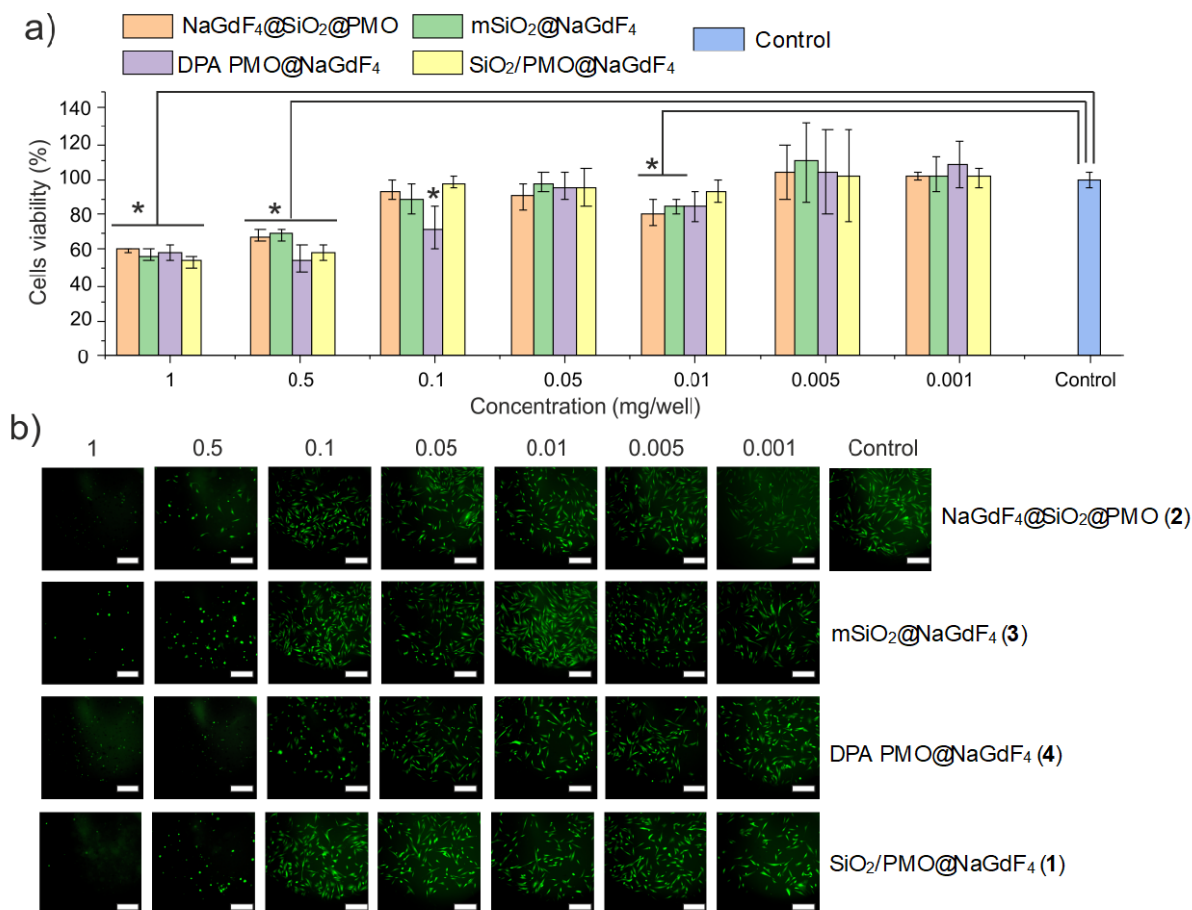 a)
NaGdF₄@SiO₂@PMO
mSiO₂@NaGdF₄
Control
DPA PMO@NaGdF₄
SiO₂/PMO@NaGdF₄
Cells viability (%)
140
120
100
80
60
40
20
0
*
*
*
*
1
0.5
0.1
0.05
0.01
0.005
0.001
Control
Concentration (mg/well)
b)
1
0.5
0.1
0.05
0.01
0.005
0.001
Control
NaGdF₄@SiO₂@PMO (2)
mSiO₂@NaGdF₄ (3)
DPA PMO@NaGdF₄ (4)
SiO₂/PMO@NaGdF₄ (1)